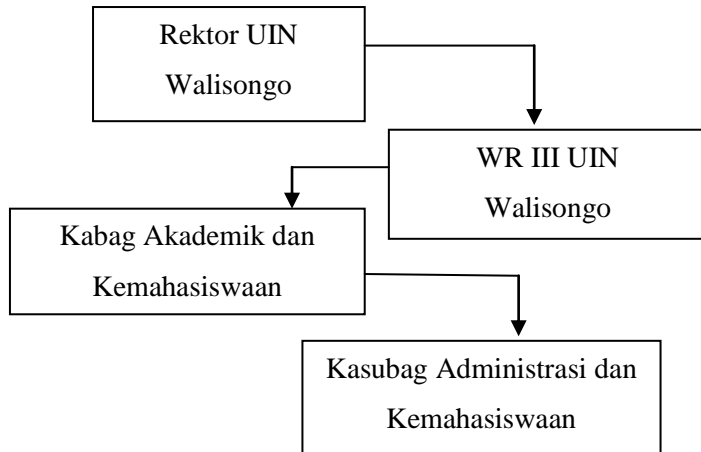 Rektor UIN
Walisongo
WR III UIN
Walisongo
Kabag Akademik dan
Kemahasiswaan
Kasubag Administrasi dan
Kemahasiswaan